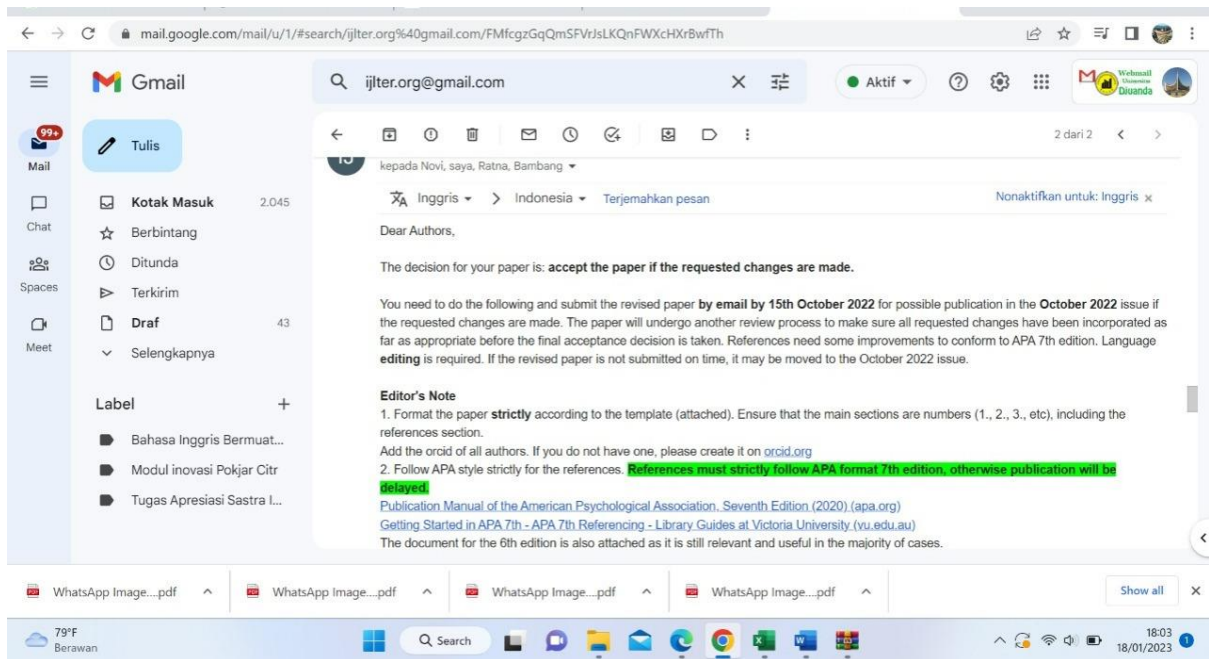 mail.google.com/mail/u/1/#search/ijlter.org%40gmail.com/FMfcgzGqQmSFVrJsLKQnFWXcHXrBwfTh
Gmail
ijlter.org@gmail.com
Aktif
Webmail
Universitas
Djuanda
99+
Mail
Chat
Spaces
Meet
Tulis
Kotak Masuk 2.045
Berbintang
Ditunda
Terkirim
Draf 43
Selengkapnya
Label
Bahasa Inggris Bermuat...
Modul inovasi Pokjar Citr
Tugas Apresiasi Sastra I...
2 dari 2
kepada Novi, saya, Ratna, Bambang
Inggris > Indonesia Terjemahkan pesan Nonaktifkan untuk: Inggris x
Dear Authors,
The decision for your paper is: accept the paper if the requested changes are made.
You need to do the following and submit the revised paper by email by 15th October 2022 for possible publication in the October 2022 issue if
the requested changes are made. The paper will undergo another review process to make sure all requested changes have been incorporated as
far as appropriate before the final acceptance decision is taken. References need some improvements to conform to APA 7th edition. Language
editing is required. If the revised paper is not submitted on time, it may be moved to the October 2022 issue.
Editor's Note
1. Format the paper strictly according to the template (attached). Ensure that the main sections are numbers (1., 2., 3., etc), including the
references section.
Add the orcid of all authors. If you do not have one, please create it on orcid.org
2. Follow APA style strictly for the references. References must strictly follow APA format 7th edition, otherwise publication will be
delayed.
Publication Manual of the American Psychological Association, Seventh Edition (2020) (apa.org)
Getting Started in APA 7th - APA 7th Referencing - Library Guides at Victoria University (vu.edu.au)
The document for the 6th edition is also attached as it is still relevant and useful in the majority of cases.
WhatsApp Image....pdf WhatsApp Image....pdf WhatsApp Image....pdf WhatsApp Image....pdf Show all
79°F
Berawan
Search
18:03
18/01/2023
1